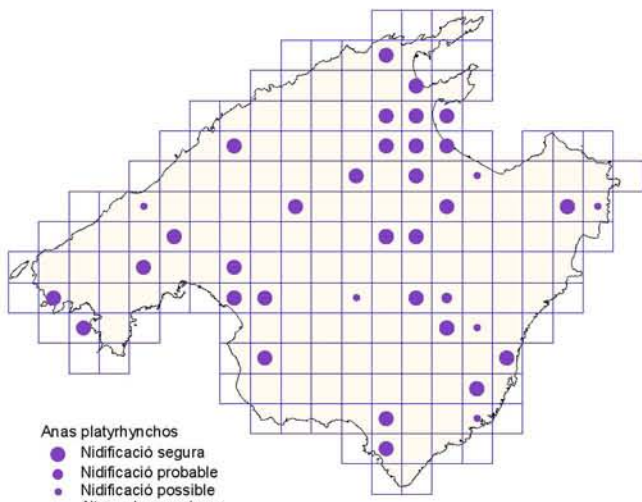 Anas platyrhynchos
Nidificació segura
Nidificació probable
Nidificació possible